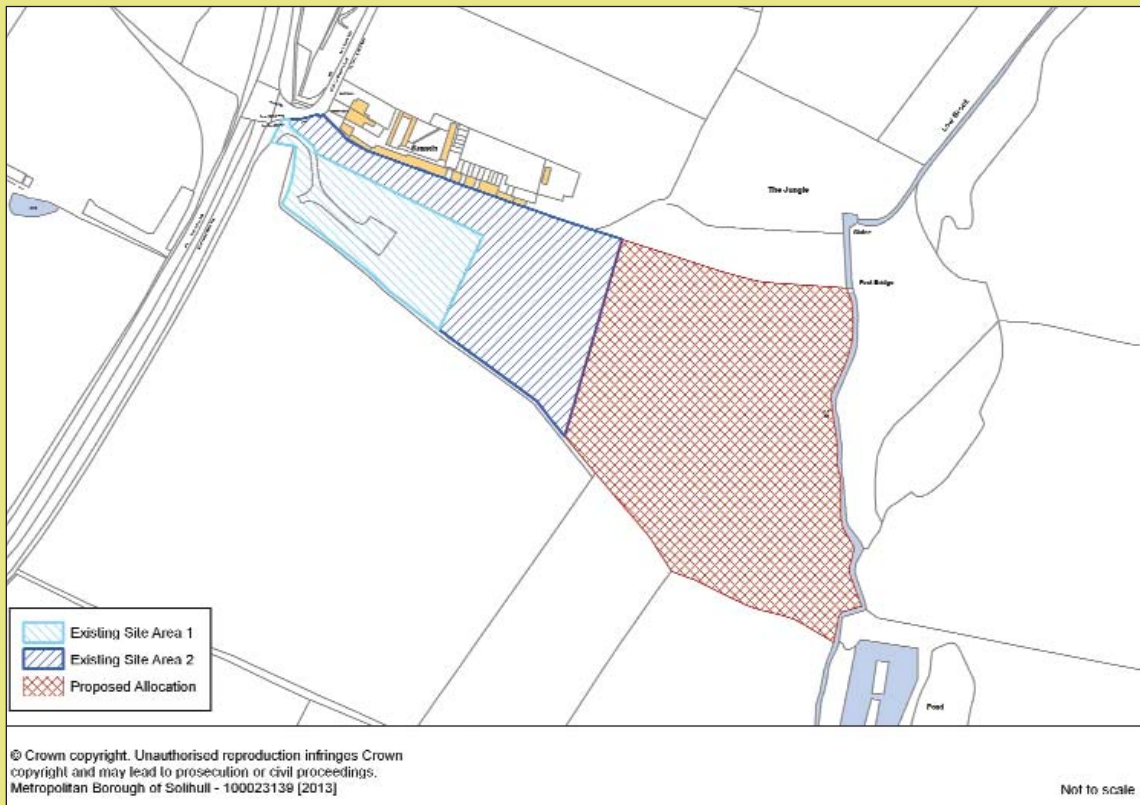 Low Brook
The Jungle
Kennels
Foot Bridge
Existing Site Area 1
Existing Site Area 2
Proposed Allocation
Pond
© Crown copyright. Unauthorised reproduction infringes Crown
copyright and may lead to prosecution or civil proceedings.
Metropolitan Borough of Solihull - 100023139 [2013]
Not to scale